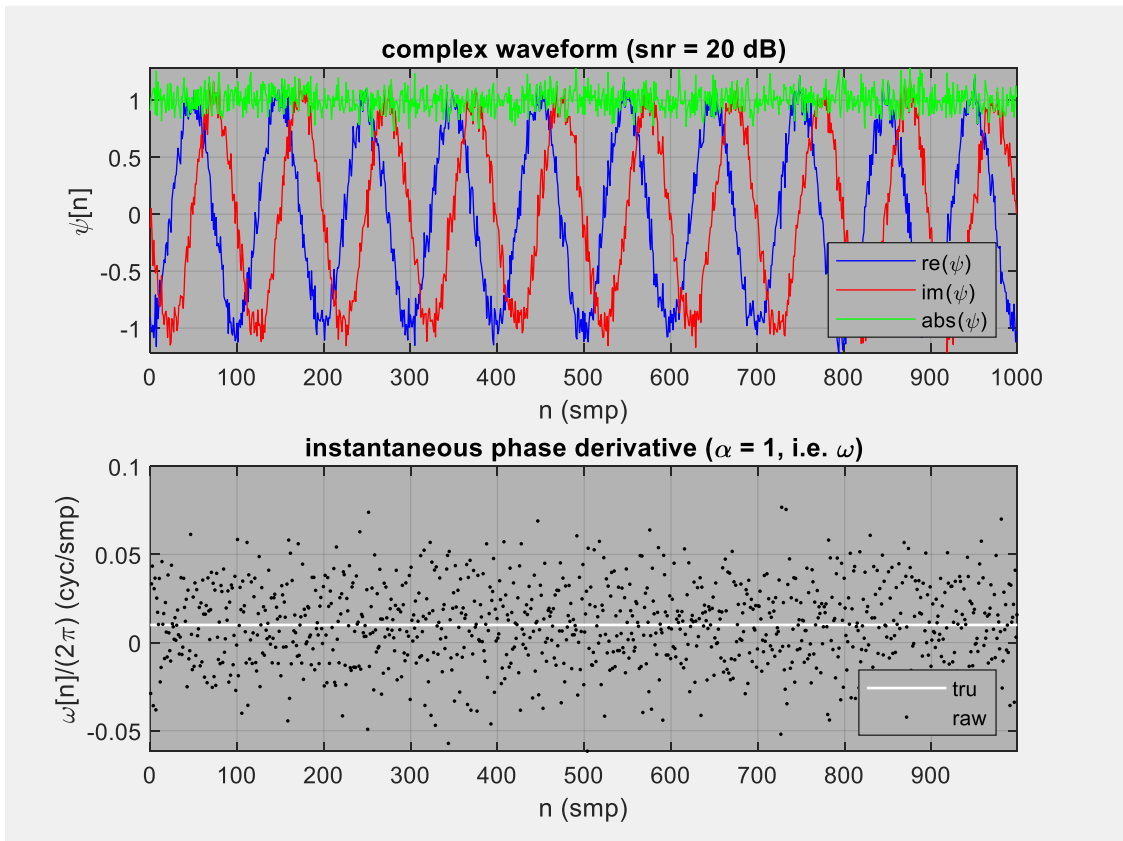 complex waveform (snr = 20 dB)
1
0.5
0
-0.5
-1
ψ[n]
re(ψ)
im(ψ)
abs(ψ)
0 100 200 300 400 500 600 700 800 900 1000
n (smp)
instantaneous phase derivative (α = 1, i.e. ω)
0.1
0.05
0
-0.05
ω[n]/(2π) (cyc/smp)
tru
raw
0 100 200 300 400 500 600 700 800 900
n (smp)